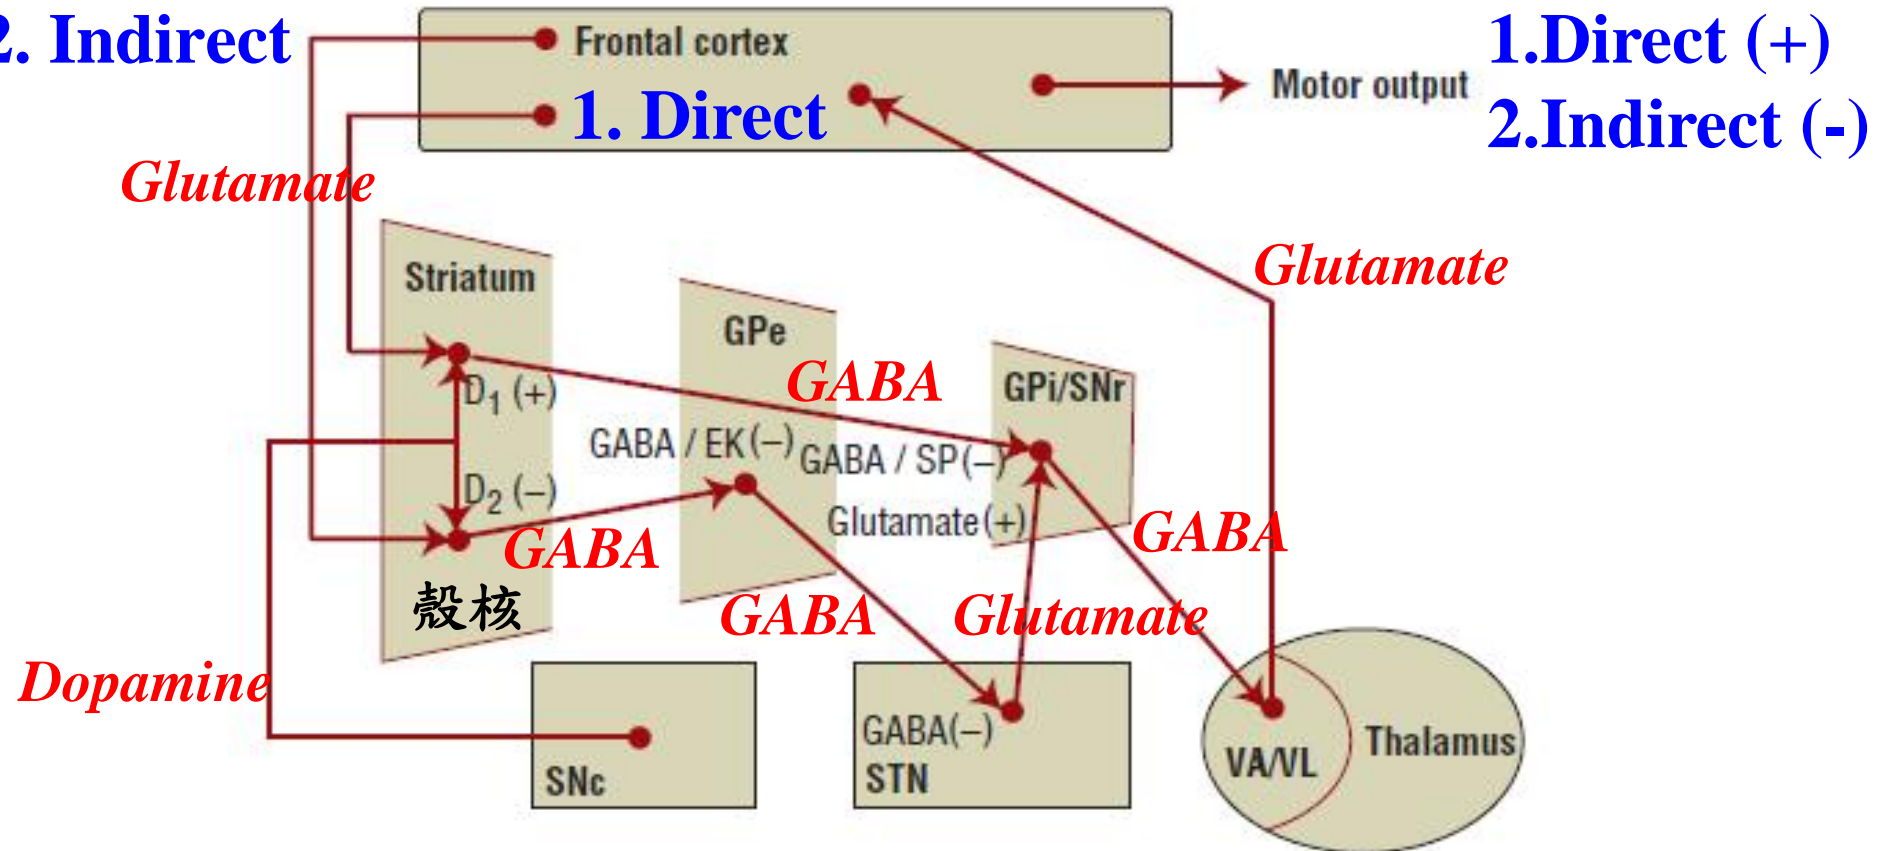 2. Indirect
Frontal cortex
1. Direct
Motor output
1.Direct (+)
2.Indirect (-)
Glutamate
Glutamate
Striatum
GPe
GABA
GPi/SNr
D1 (+)
GABA / EK (–)
GABA / SP (–)
D2 (–)
Glutamate (+)
GABA
GABA
殼核
GABA
Glutamate
Dopamine
GABA(–)
STN
SNc
VA/VL
Thalamus